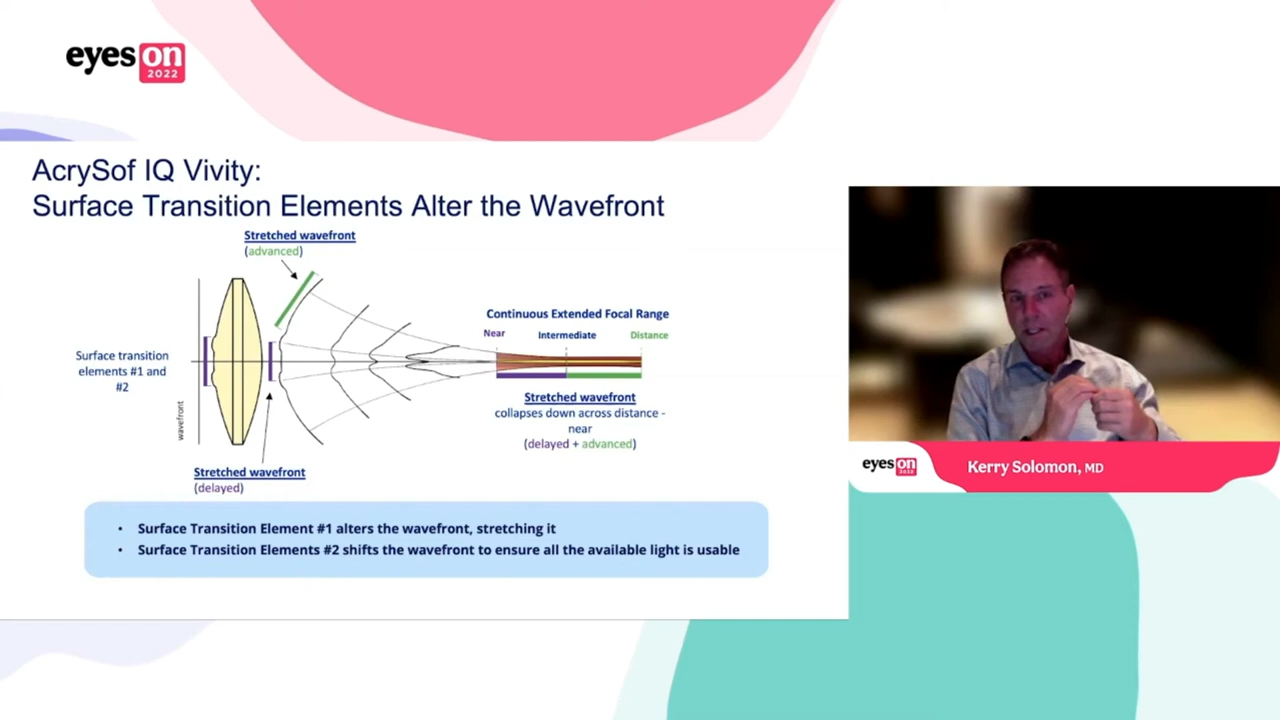 eyes on
2022
AcrySof IQ Vivity:
Surface Transition Elements Alter the Wavefront
Stretched wavefront
(advanced)
Surface transition
elements #1 and
#2
wavefront
Stretched wavefront
(delayed)
Continuous Extended Focal Range
Near
Intermediate
Distance
Stretched wavefront
collapses down across distance -
near
(delayed + advanced)
• Surface Transition Element #1 alters the wavefront, stretching it
• Surface Transition Elements #2 shifts the wavefront to ensure all the available light is usable
eyes on
2022
Kerry Solomon, MD